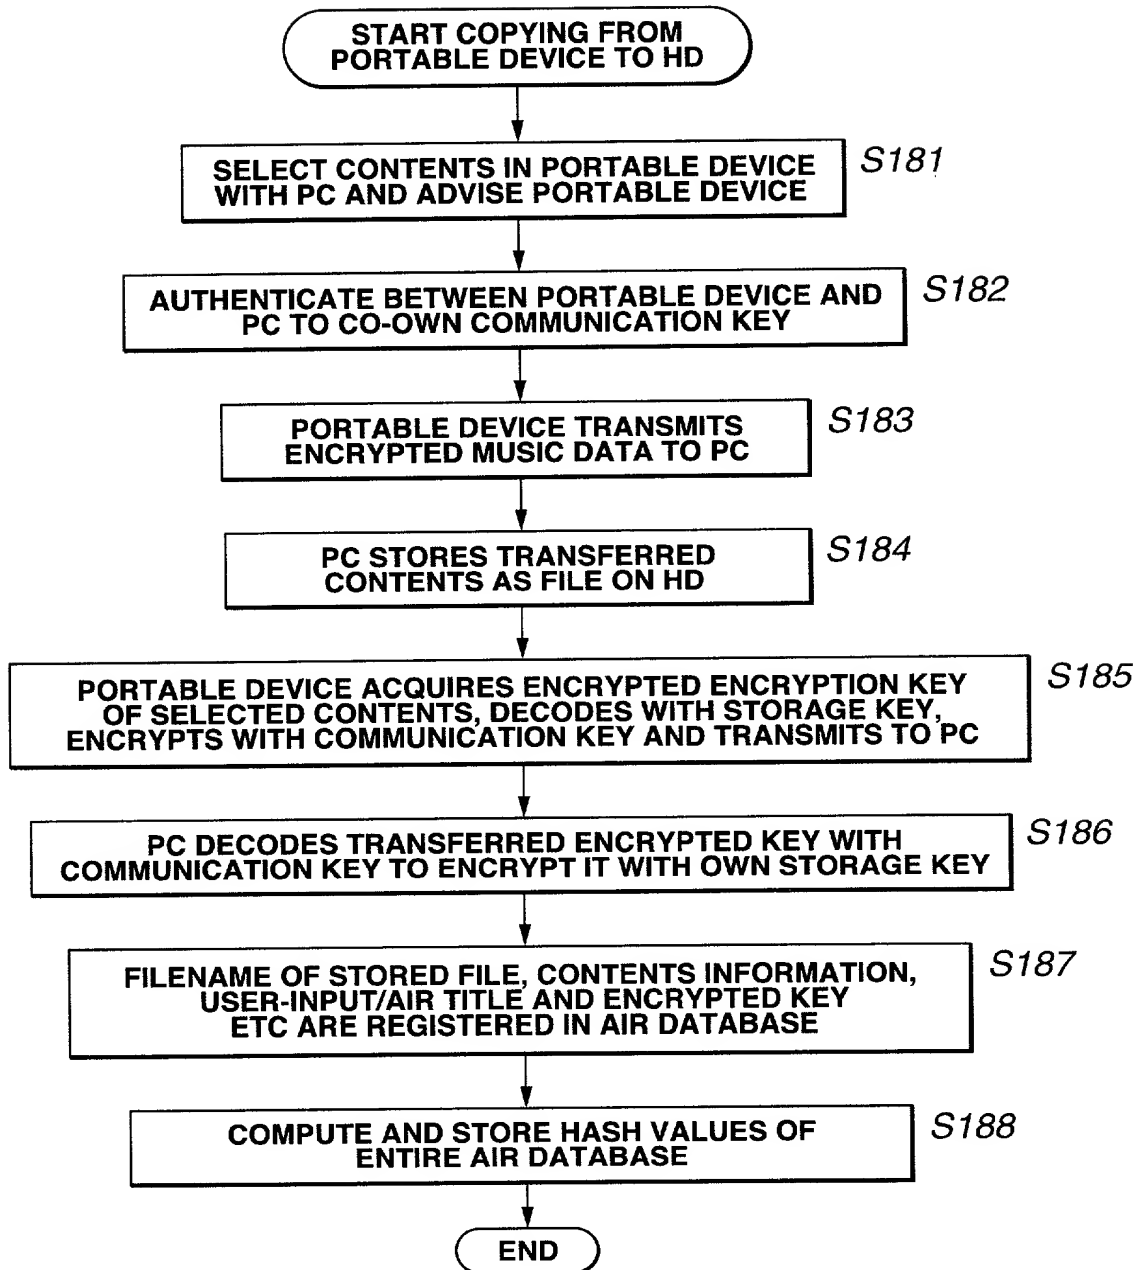 START COPYING FROM
PORTABLE DEVICE TO HD
SELECT CONTENTS IN PORTABLE DEVICE
WITH PC AND ADVISE PORTABLE DEVICE
S181
AUTHENTICATE BETWEEN PORTABLE DEVICE AND
PC TO CO-OWN COMMUNICATION KEY
S182
PORTABLE DEVICE TRANSMITS
ENCRYPTED MUSIC DATA TO PC
S183
PC STORES TRANSFERRED
CONTENTS AS FILE ON HD
S184
PORTABLE DEVICE ACQUIRES ENCRYPTED ENCRYPTION KEY
OF SELECTED CONTENTS, DECODES WITH STORAGE KEY,
ENCRYPTS WITH COMMUNICATION KEY AND TRANSMITS TO PC
S185
PC DECODES TRANSFERRED ENCRYPTED KEY WITH
COMMUNICATION KEY TO ENCRYPT IT WITH OWN STORAGE KEY
S186
FILENAME OF STORED FILE, CONTENTS INFORMATION,
USER-INPUT/AIR TITLE AND ENCRYPTED KEY
ETC ARE REGISTERED IN AIR DATABASE
S187
COMPUTE AND STORE HASH VALUES OF
ENTIRE AIR DATABASE
S188
END